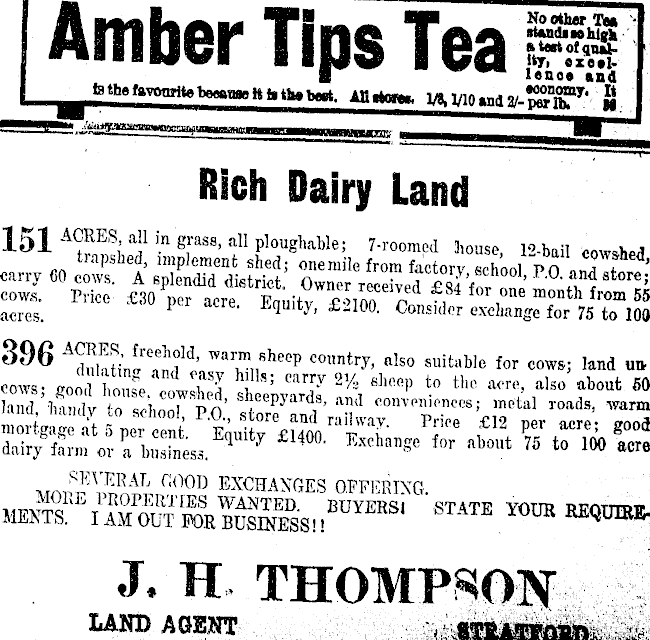 Amber Tips Tea
No other Tea
stands so high
a test of qual-
ity, excel-
lence and
economy. It
is the favourite because it is the best. All stores. 1/8, 1/10 and 2/- per lb.
Rich Dairy Land
151 ACRES, all in grass, all ploughable; 7-roomed house, 12-bail cowshed,
trapshed, implement shed; one mile from factory, school, P.O. and store;
carry 60 cows. A splendid district. Owner received £84 for one month from 55
cows. Price £30 per acre. Equity, £2100. Consider exchange for 75 to 100
acres.
396 ACRES, freehold, warm sheep country, also suitable for cows; land un-
dulating and easy hills; carry 2½ sheep to the acre, also about 50
cows; good house, cowshed, sheepyards, and conveniences; metal roads, warm
land, handy to school, P.O., store and railway. Price £12 per acre; good
mortgage at 5 per cent. Equity £1400. Exchange for about 75 to 100 acre
dairy farm or a business.
SEVERAL GOOD EXCHANGES OFFERING.
MORE PROPERTIES WANTED. BUYERS! STATE YOUR REQUIRE-
MENTS. I AM OUT FOR BUSINESS!!
J. H. THOMPSON
LAND AGENT STRATFORD